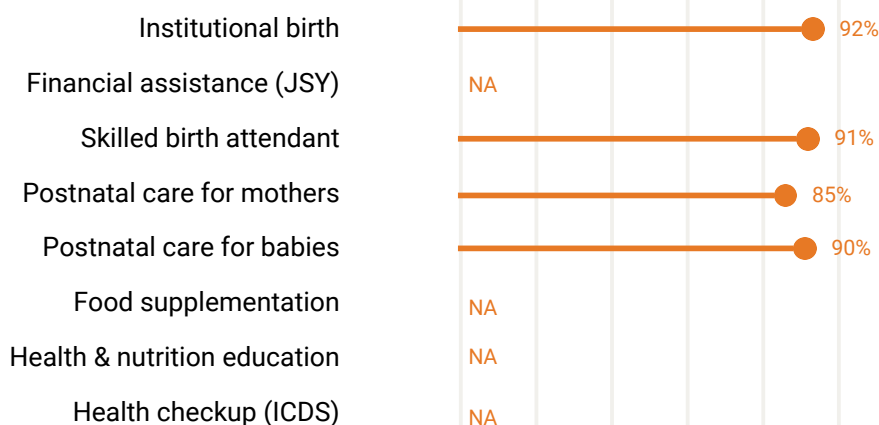 Institutional birth 92%
Financial assistance (JSY) NA
Skilled birth attendant 91%
Postnatal care for mothers 85%
Postnatal care for babies 90%
Food supplementation NA
Health & nutrition education NA
Health checkup (ICDS) NA